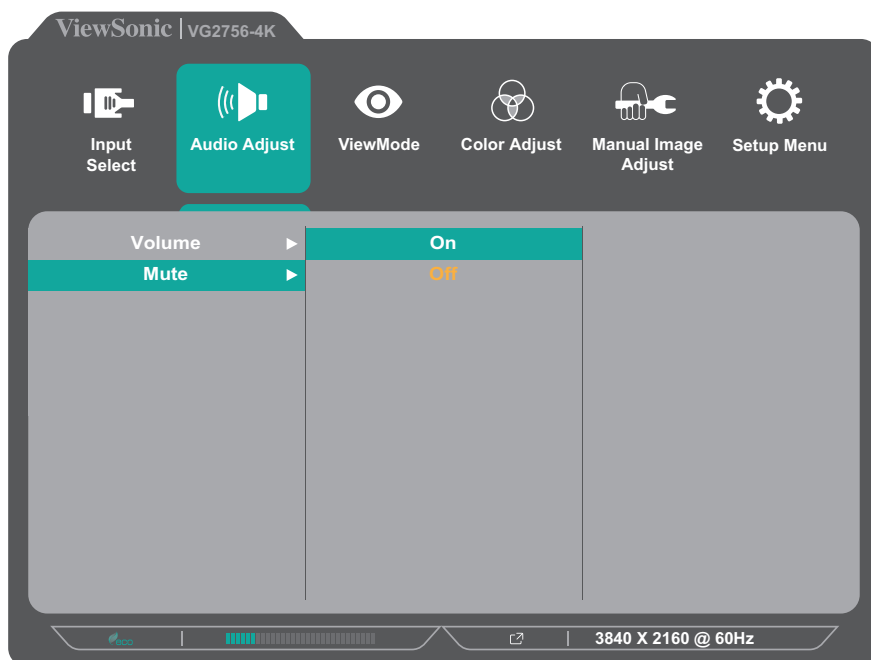 ViewSonic | VG2756-4K
Input Select
Audio Adjust
ViewMode
Color Adjust
Manual Image Adjust
Setup Menu
Volume
On
Mute
Off
eco
3840 X 2160 @ 60Hz